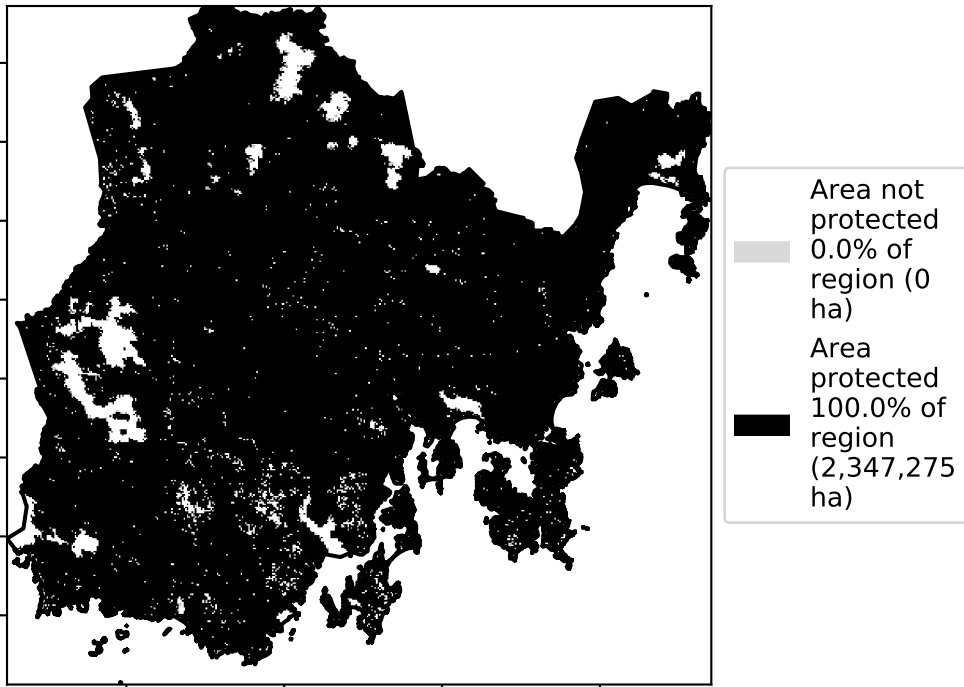 Area not
protected
0.0% of
region (0
ha)
Area
protected
100.0% of
region
(2,347,275
ha)